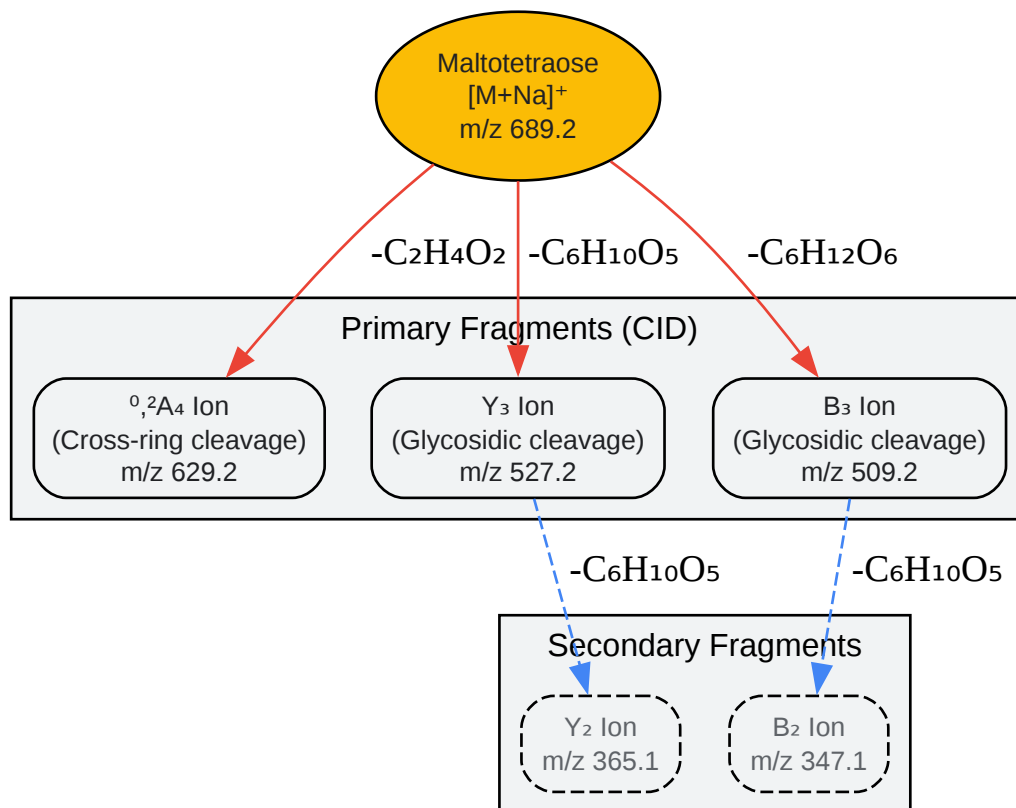 Maltotetraose
[M+Na]⁺
m/z 689.2
-C₂H₄O₂
-C₆H₁₀O₅
-C₆H₁₂O₆
Primary Fragments (CID)
⁰,²A₄ Ion
(Cross-ring cleavage)
m/z 629.2
Y₃ Ion
(Glycosidic cleavage)
m/z 527.2
B₃ Ion
(Glycosidic cleavage)
m/z 509.2
-C₆H₁₀O₅
-C₆H₁₀O₅
Secondary Fragments
Y₂ Ion
m/z 365.1
B₂ Ion
m/z 347.1